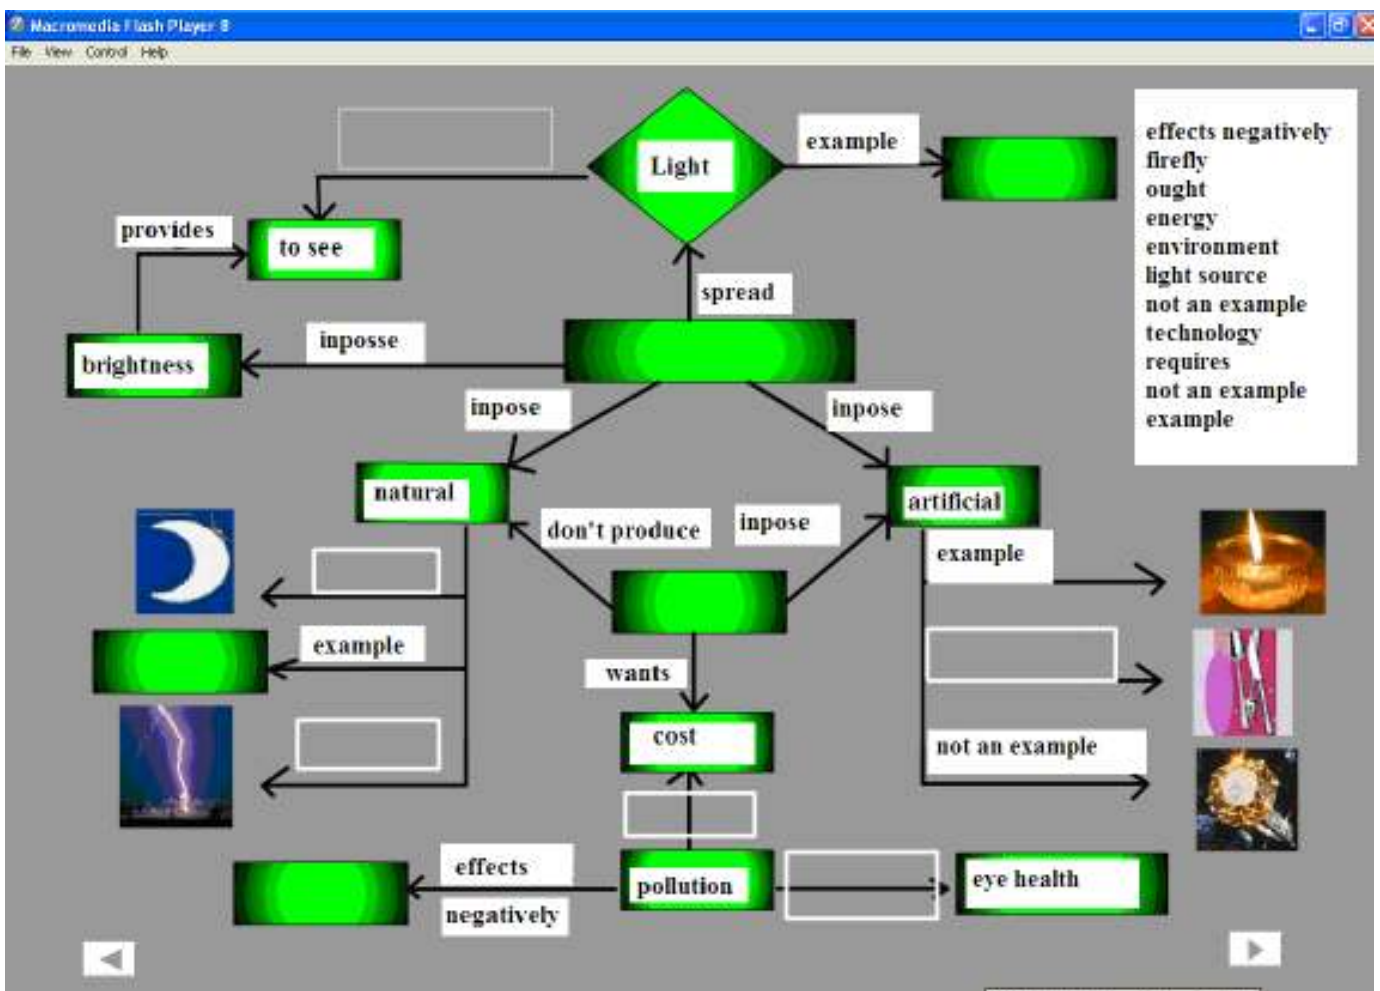 Macromedia Flash Player 8
File View Control Help
Light
example
effects negatively
firefly
ought
energy
environment
light source
not an example
technology
requires
not an example
example
provides
to see
spread
brightness
inposse
inpose
inpose
natural
artificial
don't produce
inpose
example
example
wants
cost
not an example
effects
negatively
pollution
eye health